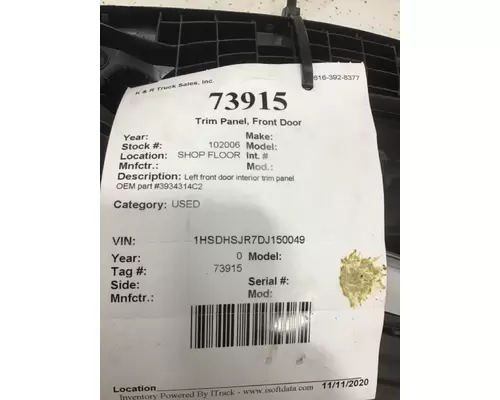 K & R Truck Sales, Inc.
616-392-8377
73915
Trim Panel, Front Door
Year: Make:
Stock #: 102006 Model:
Location: SHOP FLOOR Int. #
Mnfctr.: Mod.:
Description: Left front door interior trim panel
OEM part #3934314C2
Category: USED
VIN: 1HSDHSJR7DJ150049
Year: 0 Model:
Tag #: 73915
Side: Serial #:
Mnfctr.: Mod:
Location 11/11/2020
Inventory Powered By ITrack - www.isoftdata.com